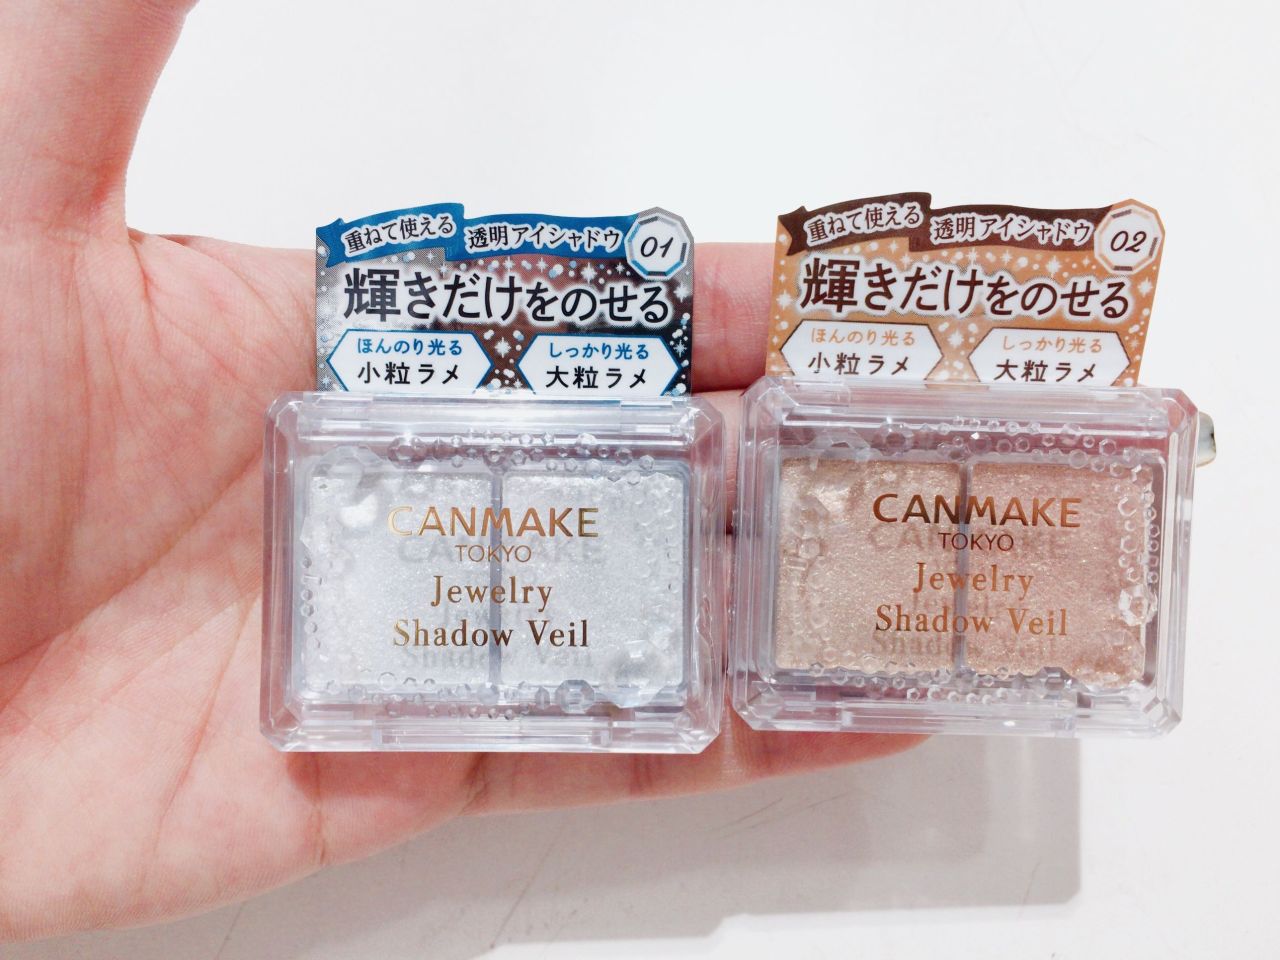 重ねて使える
透明アイシャドウ
01
輝きだけをのせる
ほんのり光る
小粒ラメ
しっかり光る
大粒ラメ
CANMAKE
TOKYO
Jewelry
Shadow Veil
重ねて使える
透明アイシャドウ
02
輝きだけをのせる
ほんのり光る
小粒ラメ
しっかり光る
大粒ラメ
CANMAKE
TOKYO
Jewelry
Shadow Veil